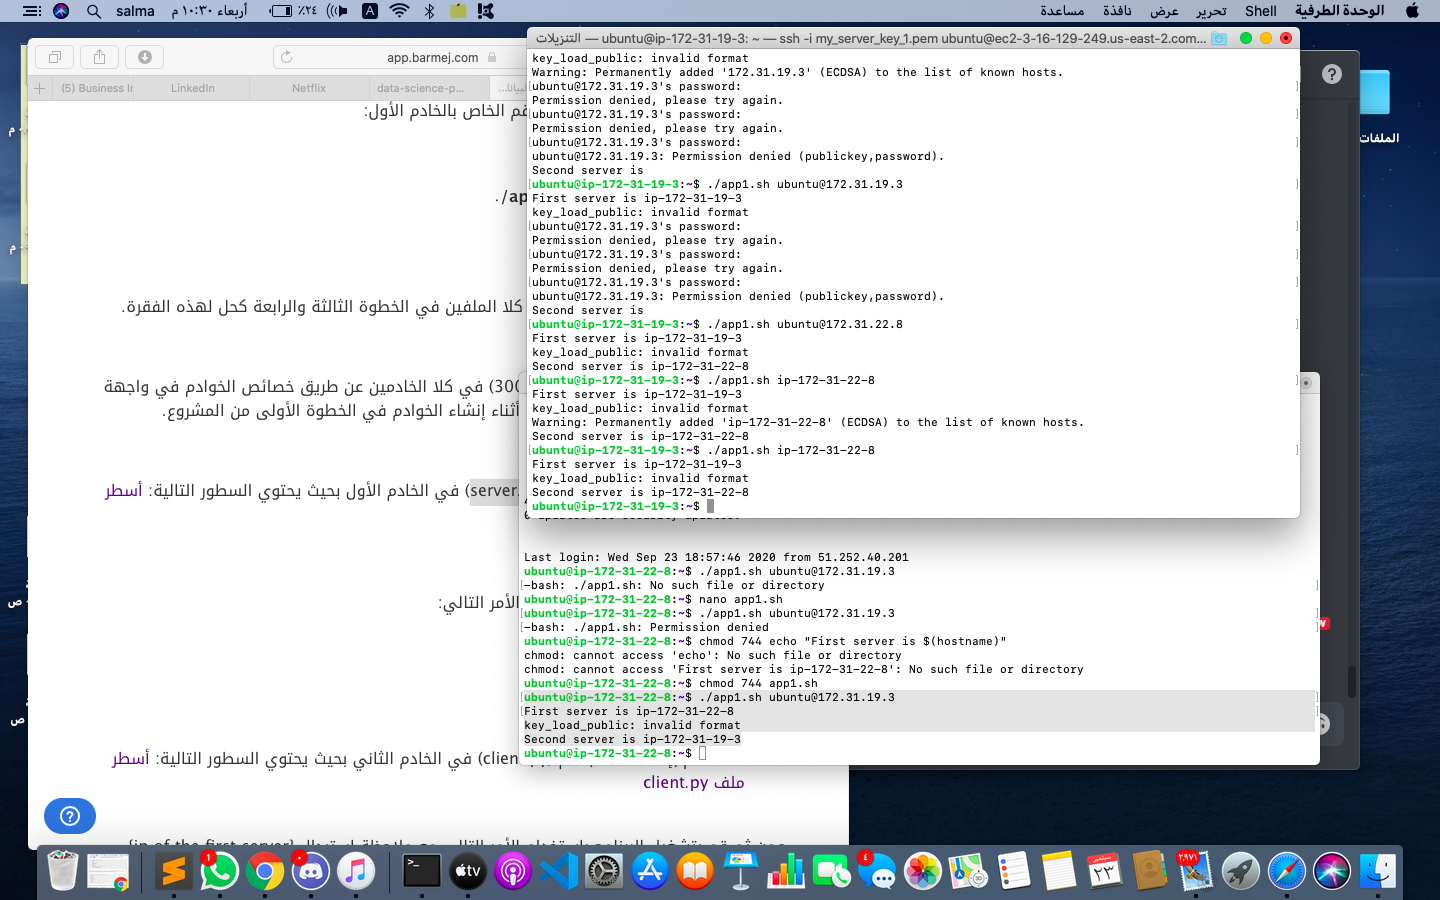 الوحدة الطرفية Shell تحرير عرض نافذة مساعدة
٢٤٪ أربعاء ١٠:٣٠ م salma
التنزيلات — ubuntu@ip-172-31-19-3: ~ — ssh -i my_server_key_1.pem ubuntu@ec2-3-16-129-249.us-east-2.com...
key_load_public: invalid format
Warning: Permanently added '172.31.19.3' (ECDSA) to the list of known hosts.
ubuntu@172.31.19.3's password:
Permission denied, please try again.
ubuntu@172.31.19.3's password:
Permission denied, please try again.
ubuntu@172.31.19.3's password:
ubuntu@172.31.19.3: Permission denied (publickey,password).
Second server is
ubuntu@ip-172-31-19-3:~$ ./app1.sh ubuntu@172.31.19.3
First server is ip-172-31-19-3
key_load_public: invalid format
ubuntu@172.31.19.3's password:
Permission denied, please try again.
ubuntu@172.31.19.3's password:
Permission denied, please try again.
ubuntu@172.31.19.3's password:
ubuntu@172.31.19.3: Permission denied (publickey,password).
Second server is
ubuntu@ip-172-31-19-3:~$ ./app1.sh ubuntu@172.31.22.8
First server is ip-172-31-19-3
key_load_public: invalid format
Second server is ip-172-31-22-8
ubuntu@ip-172-31-19-3:~$ ./app1.sh ip-172-31-22-8
First server is ip-172-31-19-3
key_load_public: invalid format
Warning: Permanently added 'ip-172-31-22-8' (ECDSA) to the list of known hosts.
Second server is ip-172-31-22-8
ubuntu@ip-172-31-19-3:~$ ./app1.sh ip-172-31-22-8
First server is ip-172-31-19-3
key_load_public: invalid format
Second server is ip-172-31-22-8
ubuntu@ip-172-31-19-3:~$
Last login: Wed Sep 23 18:57:46 2020 from 51.252.40.201
ubuntu@ip-172-31-22-8:~$ ./app1.sh ubuntu@172.31.19.3
-bash: ./app1.sh: No such file or directory
ubuntu@ip-172-31-22-8:~$ nano app1.sh
ubuntu@ip-172-31-22-8:~$ ./app1.sh ubuntu@172.31.19.3
-bash: ./app1.sh: Permission denied
ubuntu@ip-172-31-22-8:~$ chmod 744 echo "First server is $(hostname)"
chmod: cannot access 'echo': No such file or directory
chmod: cannot access 'First server is ip-172-31-22-8': No such file or directory
ubuntu@ip-172-31-22-8:~$ chmod 744 app1.sh
ubuntu@ip-172-31-22-8:~$ ./app1.sh ubuntu@172.31.19.3
First server is ip-172-31-22-8
key_load_public: invalid format
Second server is ip-172-31-19-3
ubuntu@ip-172-31-22-8:~$
app.barmej.com
(5) Business In LinkedIn Netflix data-science-p...
الخاص بالخادم الأول:
./ap
كلا الملفين في الخطوة الثالثة والرابعة كحل لهذه الفقرة.
300) في كلا الخادمين عن طريق خصائص الخوادم في واجهة
أثناء إنشاء الخوادم في الخطوة الأولى من المشروع.
server.) في الخادم الأول بحيث يحتوي السطور التالية: أسطر
الأمر التالي:
clien) في الخادم الثاني بحيث يحتوي السطور التالية: أسطر
ملف client.py
الملفات
١
٤
سبتمبر
٢٣
٢٬٩٧١
tv